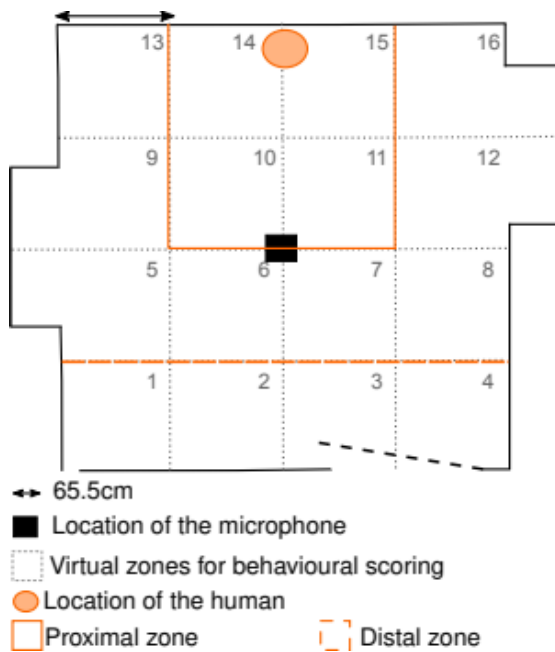 13 14 15 16
9 10 11 12
5 6 7 8
1 2 3 4
65.5cm
Location of the microphone
Virtual zones for behavioural scoring
Location of the human
Proximal zone Distal zone